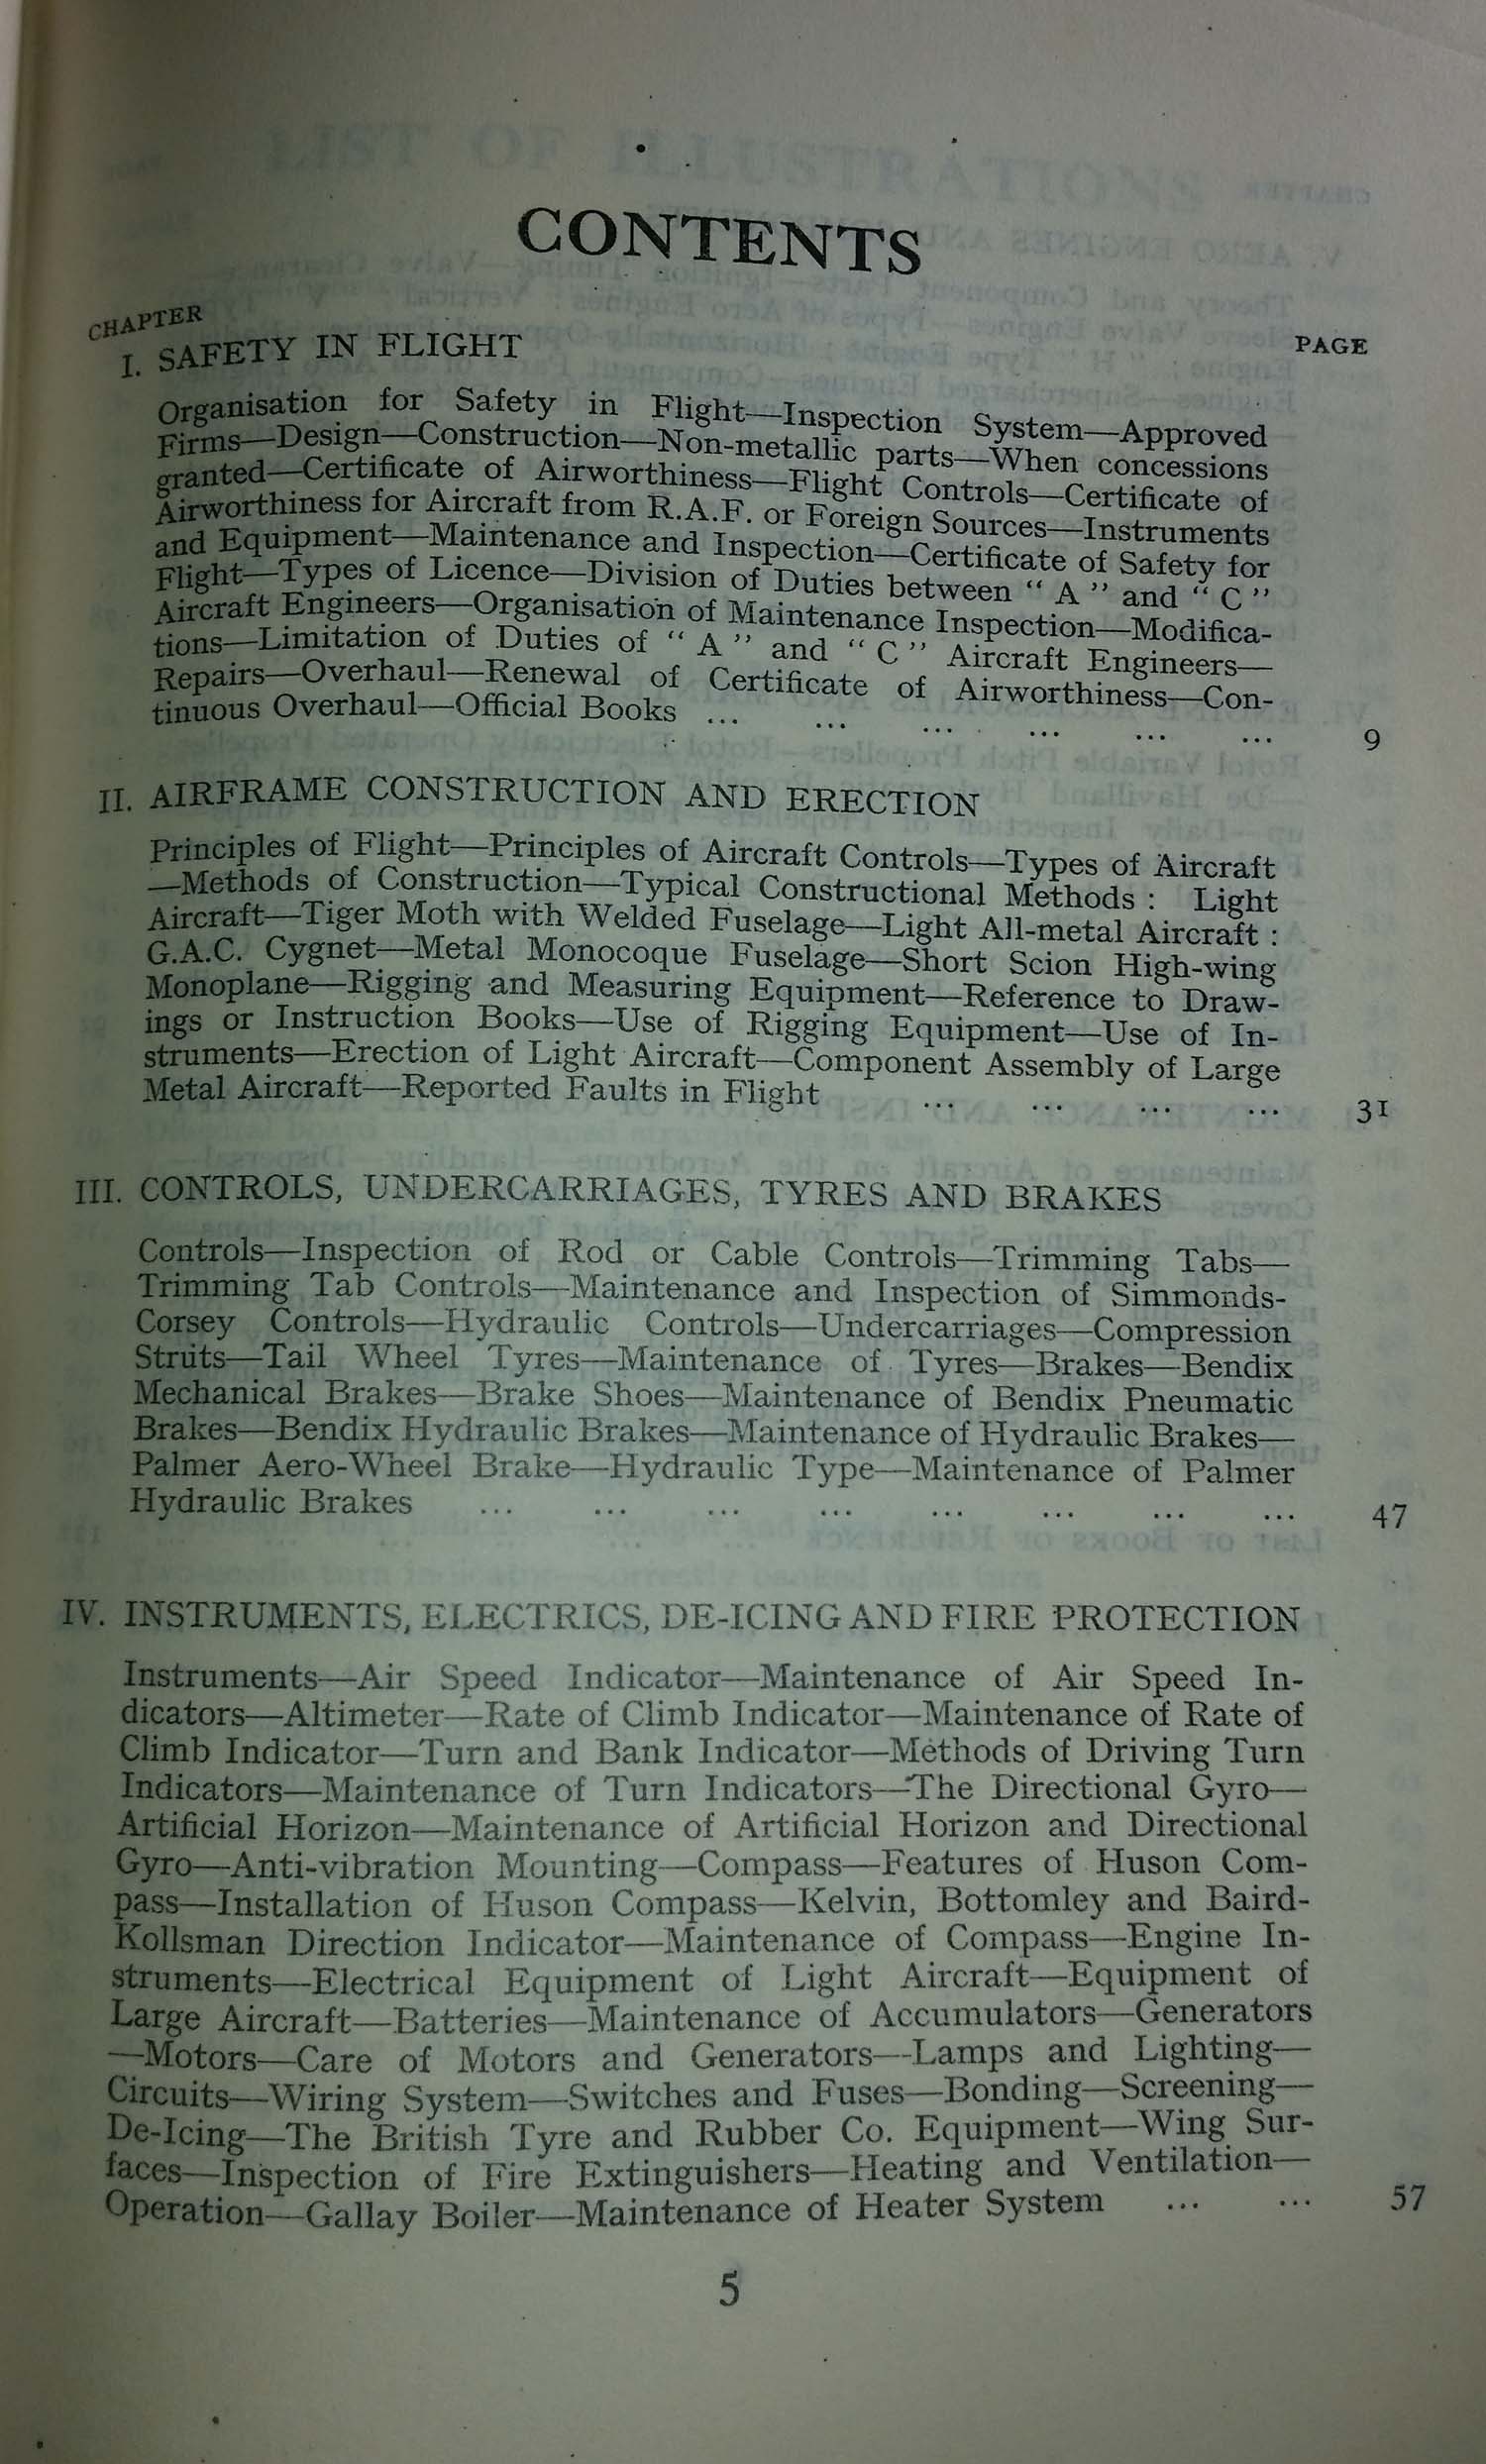 CONTENTS
CHAPTER
PAGE
I. SAFETY IN FLIGHT
Organisation for Safety in Flight—Inspection System—Approved
Firms—Design—Construction—Non-metallic parts—When concessions
granted—Certificate of Airworthiness—Flight Controls—Certificate of
Airworthiness for Aircraft from R.A.F. or Foreign Sources—Instruments
and Equipment—Maintenance and Inspection—Certificate of Safety for
Flight—Types of Licence—Division of Duties between “ A ” and “ C ”
Aircraft Engineers—Organisation of Maintenance Inspection—Modifica-
tions—Limitation of Duties of “ A ” and “ C ” Aircraft Engineers—
Repairs—Overhaul—Renewal of Certificate of Airworthiness—Con-
tinuous Overhaul—Official Books ... ... ... ... ... ... 9
II. AIRFRAME CONSTRUCTION AND ERECTION
Principles of Flight—Principles of Aircraft Controls—Types of Aircraft
—Methods of Construction—Typical Constructional Methods : Light
Aircraft—Tiger Moth with Welded Fuselage—Light All-metal Aircraft :
G.A.C. Cygnet—Metal Monocoque Fuselage—Short Scion High-wing
Monoplane—Rigging and Measuring Equipment—Reference to Draw-
ings or Instruction Books—Use of Rigging Equipment—Use of In-
struments—Erection of Light Aircraft—Component Assembly of Large
Metal Aircraft—Reported Faults in Flight ... ... ... ... 31
III. CONTROLS, UNDERCARRIAGES, TYRES AND BRAKES
Controls—Inspection of Rod or Cable Controls—Trimming Tabs—
Trimming Tab Controls—Maintenance and Inspection of Simmonds-
Corsey Controls—Hydraulic Controls—Undercarriages—Compression
Struts—Tail Wheel Tyres—Maintenance of Tyres—Brakes—Bendix
Mechanical Brakes—Brake Shoes—Maintenance of Bendix Pneumatic
Brakes—Bendix Hydraulic Brakes—Maintenance of Hydraulic Brakes—
Palmer Aero-Wheel Brake—Hydraulic Type—Maintenance of Palmer
Hydraulic Brakes ... ... ... ... ... ... ... ... 47
IV. INSTRUMENTS, ELECTRICS, DE-ICING AND FIRE PROTECTION
Instruments—Air Speed Indicator—Maintenance of Air Speed In-
dicators—Altimeter—Rate of Climb Indicator—Maintenance of Rate of
Climb Indicator—Turn and Bank Indicator—Methods of Driving Turn
Indicators—Maintenance of Turn Indicators—The Directional Gyro—
Artificial Horizon—Maintenance of Artificial Horizon and Directional
Gyro—Anti-vibration Mounting—Compass—Features of Huson Com-
pass—Installation of Huson Compass—Kelvin, Bottomley and Baird-
Kollsman Direction Indicator—Maintenance of Compass—Engine In-
struments—Electrical Equipment of Light Aircraft—Equipment of
Large Aircraft—Batteries—Maintenance of Accumulators—Generators
—Motors—Care of Motors and Generators—Lamps and Lighting—
Circuits—Wiring System—Switches and Fuses—Bonding—Screening—
De-Icing—The British Tyre and Rubber Co. Equipment—Wing Sur-
faces—Inspection of Fire Extinguishers—Heating and Ventilation—
Operation—Gallay Boiler—Maintenance of Heater System ... ... 57
5